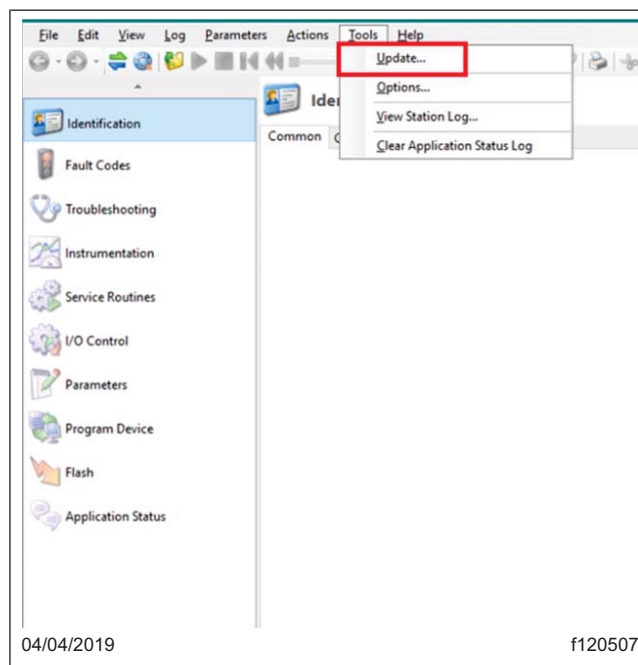 File Edit View Log Parameters Actions Tools Help
Update...
Options...
View Station Log...
Clear Application Status Log
Common
Identification
Fault Codes
Troubleshooting
Instrumentation
Service Routines
I/O Control
Parameters
Program Device
Flash
Application Status
04/04/2019 f120507